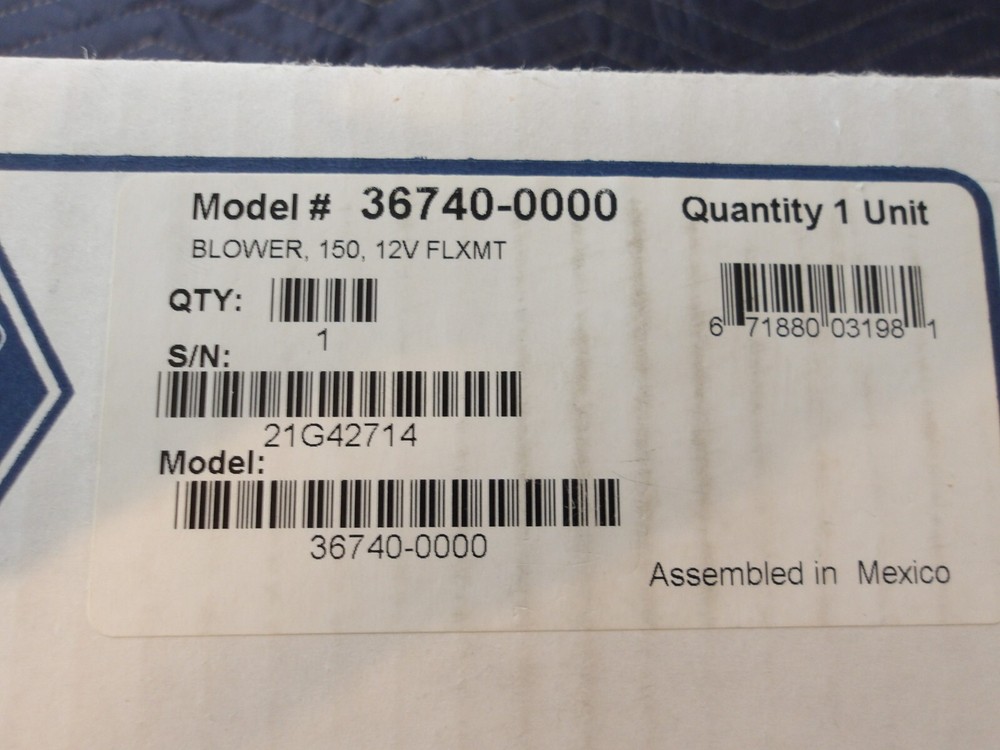 Model # 36740-0000
Quantity 1 Unit
BLOWER, 150, 12V FLXMT
QTY:
1
6 71880 03198 1
S/N:
21G42714
Model:
36740-0000
Assembled in Mexico